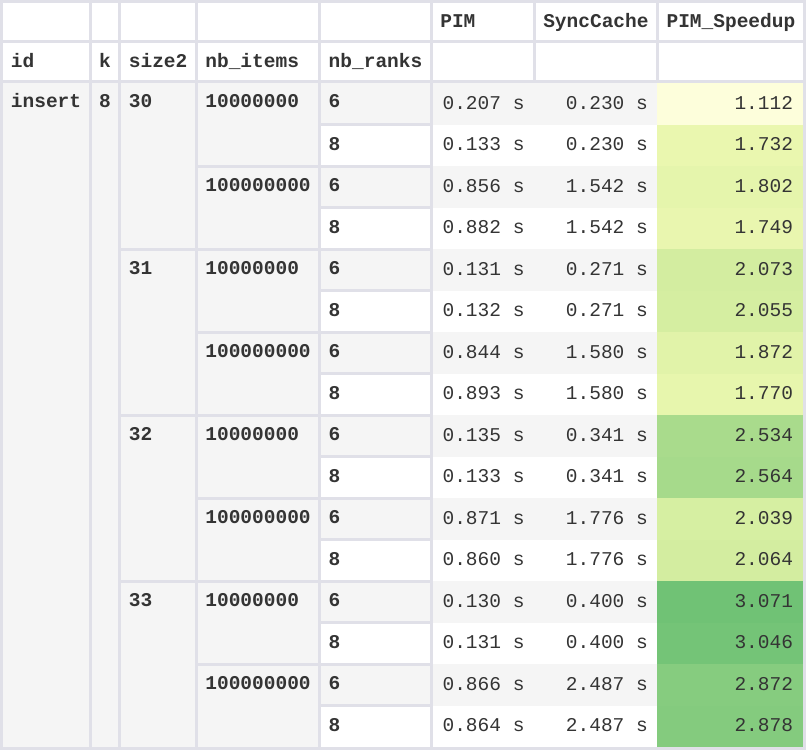 PIM SyncCache PIM_Speedup
id k size2 nb_items nb_ranks
insert 8 30 10000000 6 0.207 s 0.230 s 1.112
8 0.133 s 0.230 s 1.732
100000000 6 0.856 s 1.542 s 1.802
8 0.882 s 1.542 s 1.749
31 10000000 6 0.131 s 0.271 s 2.073
8 0.132 s 0.271 s 2.055
100000000 6 0.844 s 1.580 s 1.872
8 0.893 s 1.580 s 1.770
32 10000000 6 0.135 s 0.341 s 2.534
8 0.133 s 0.341 s 2.564
100000000 6 0.871 s 1.776 s 2.039
8 0.860 s 1.776 s 2.064
33 10000000 6 0.130 s 0.400 s 3.071
8 0.131 s 0.400 s 3.046
100000000 6 0.866 s 2.487 s 2.872
8 0.864 s 2.487 s 2.878